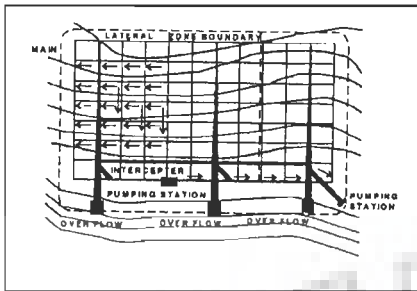 LATERAL ZONE BOUNDARY
MAIN
INTERCEPTER
PUMPING STATION
PUMPING
STATION
OVER FLOW OVER FLOW OVER FLOW